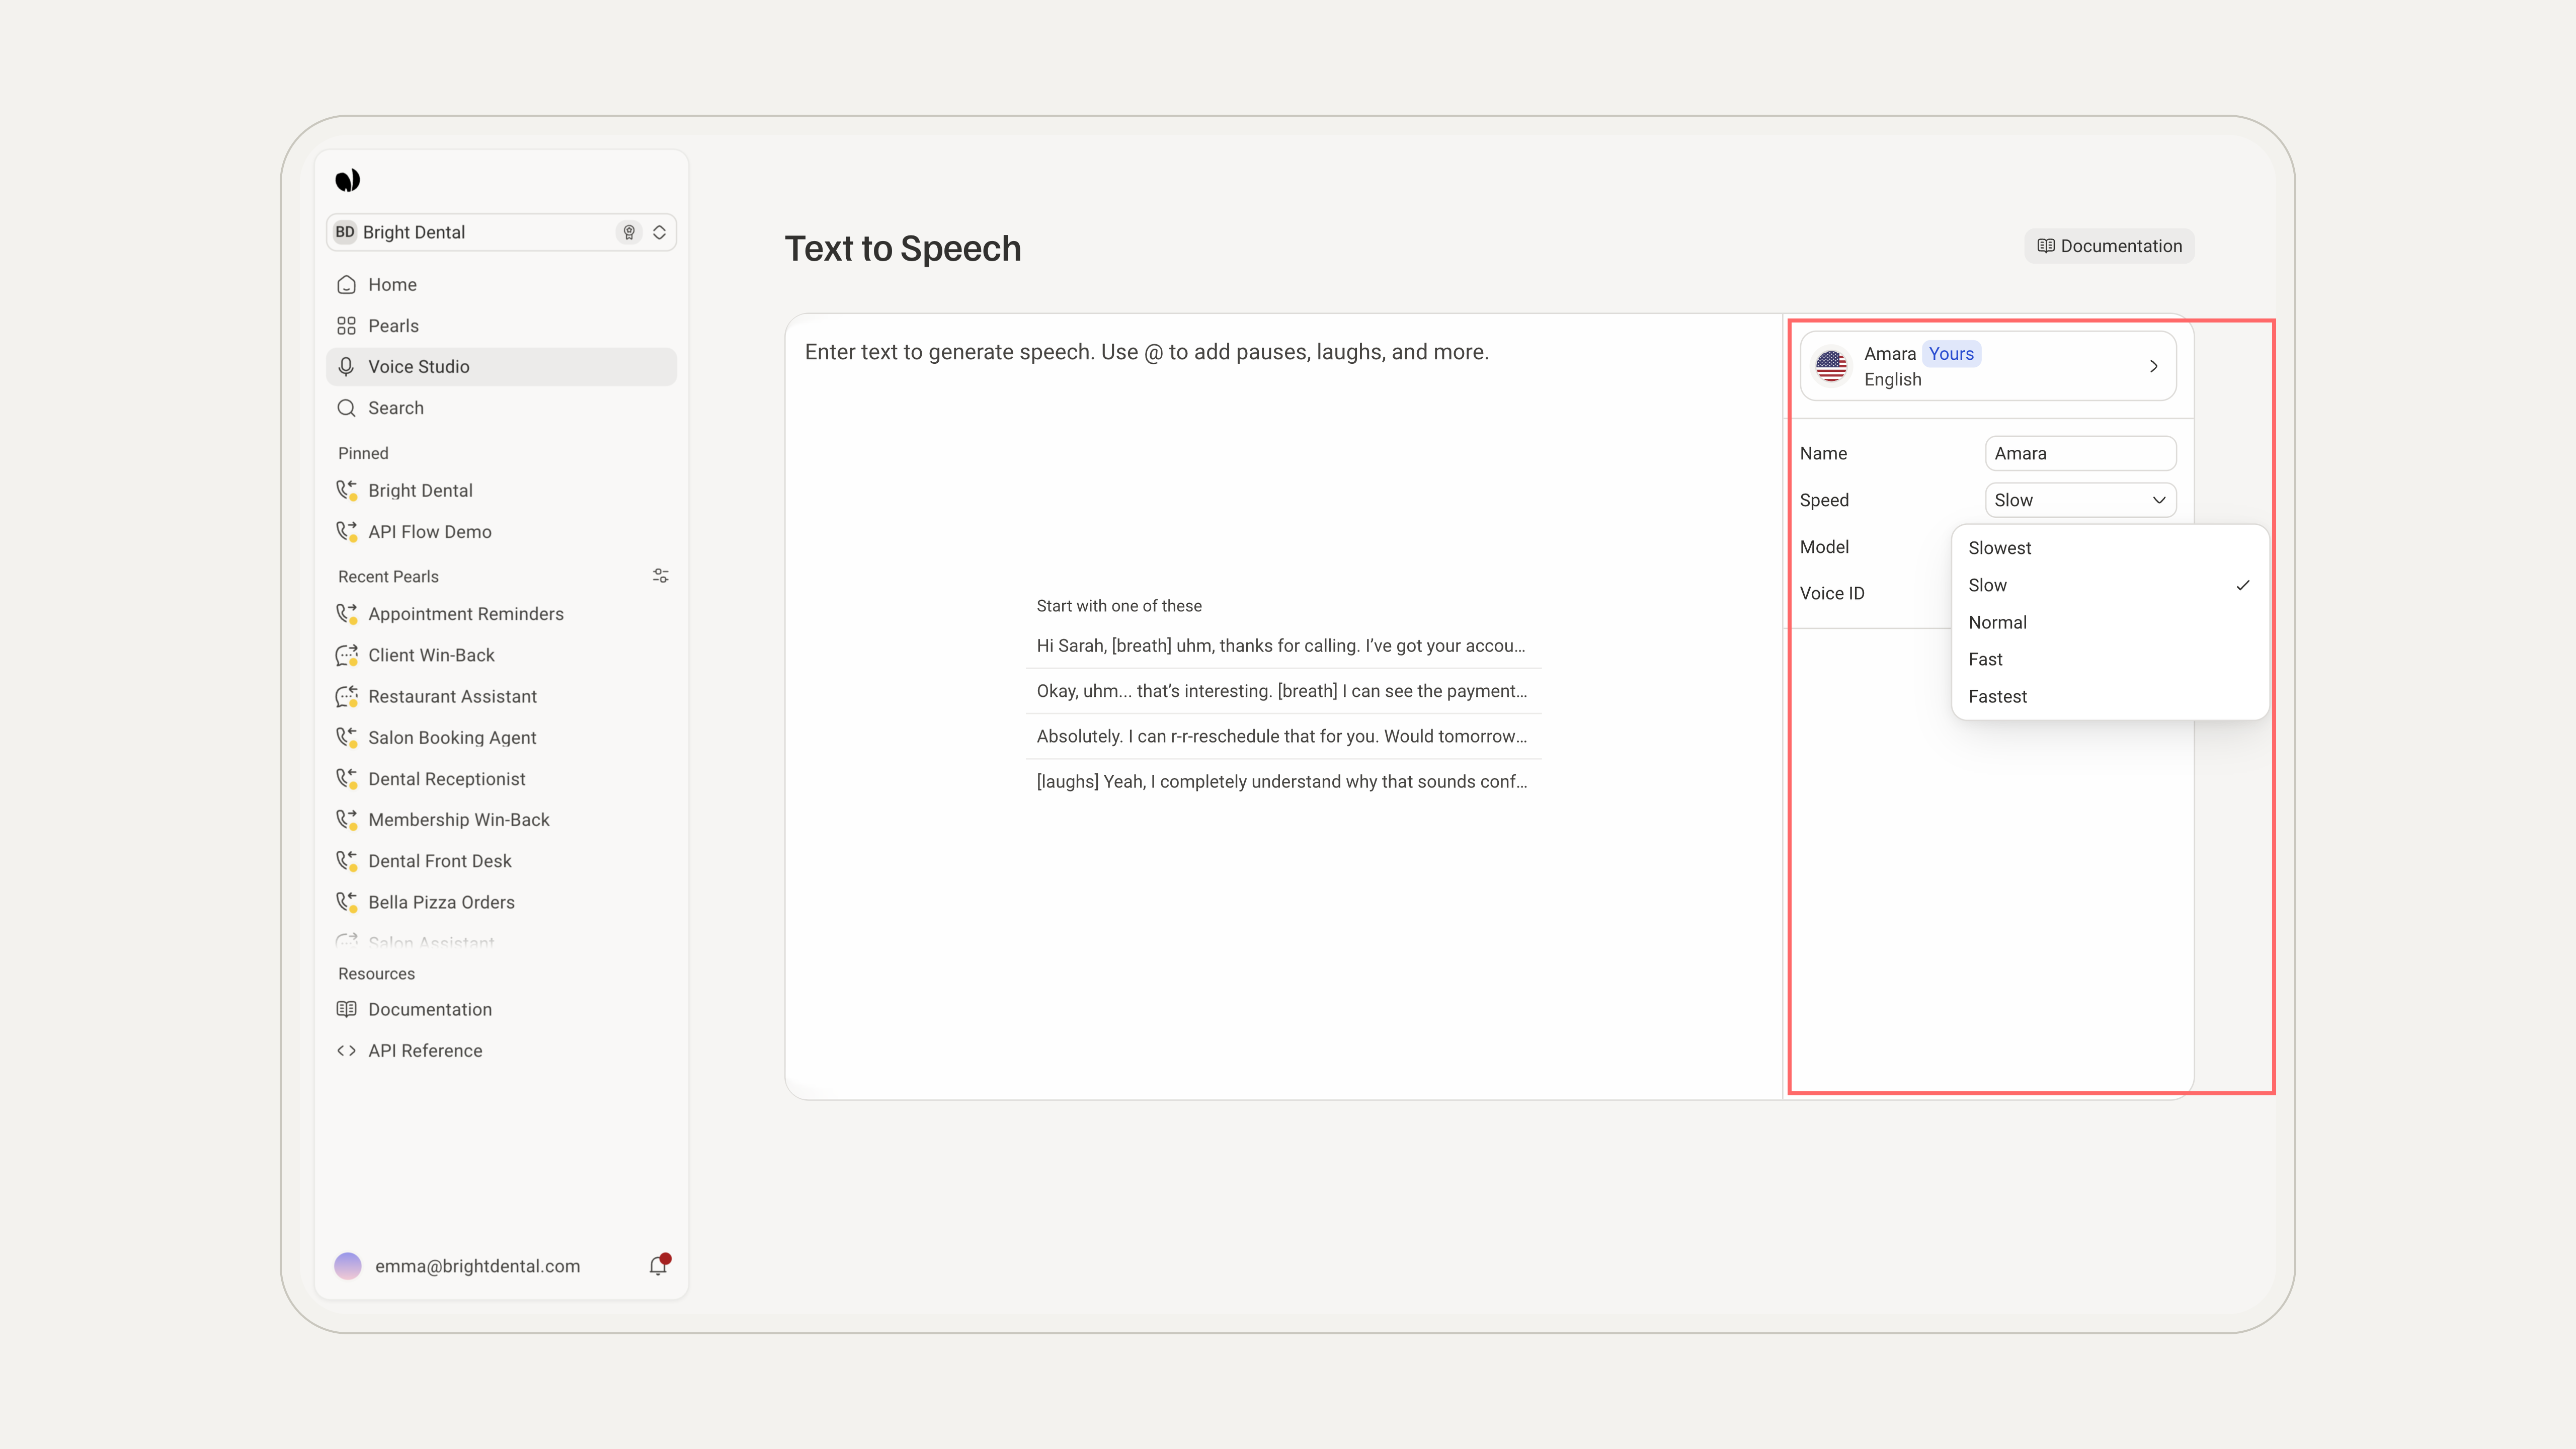 BD Bright Dental
Home
Pearls
Voice Studio
Search
Pinned
Bright Dental
API Flow Demo
Recent Pearls
Appointment Reminders
Client Win-Back
Restaurant Assistant
Salon Booking Agent
Dental Receptionist
Membership Win-Back
Dental Front Desk
Bella Pizza Orders
Salon Assistant
Resources
Documentation
API Reference
emma@brightdental.com
Text to Speech
Documentation
Enter text to generate speech. Use @ to add pauses, laughs, and more.
Start with one of these
Hi Sarah, [breath] uhm, thanks for calling. I’ve got your accou...
Okay, uhm... that’s interesting. [breath] I can see the payment...
Absolutely. I can r-r-reschedule that for you. Would tomorrow...
[laughs] Yeah, I completely understand why that sounds conf...
Amara Yours
English
Name Amara
Speed Slow
Model
Voice ID
Slowest
Slow
Normal
Fast
Fastest